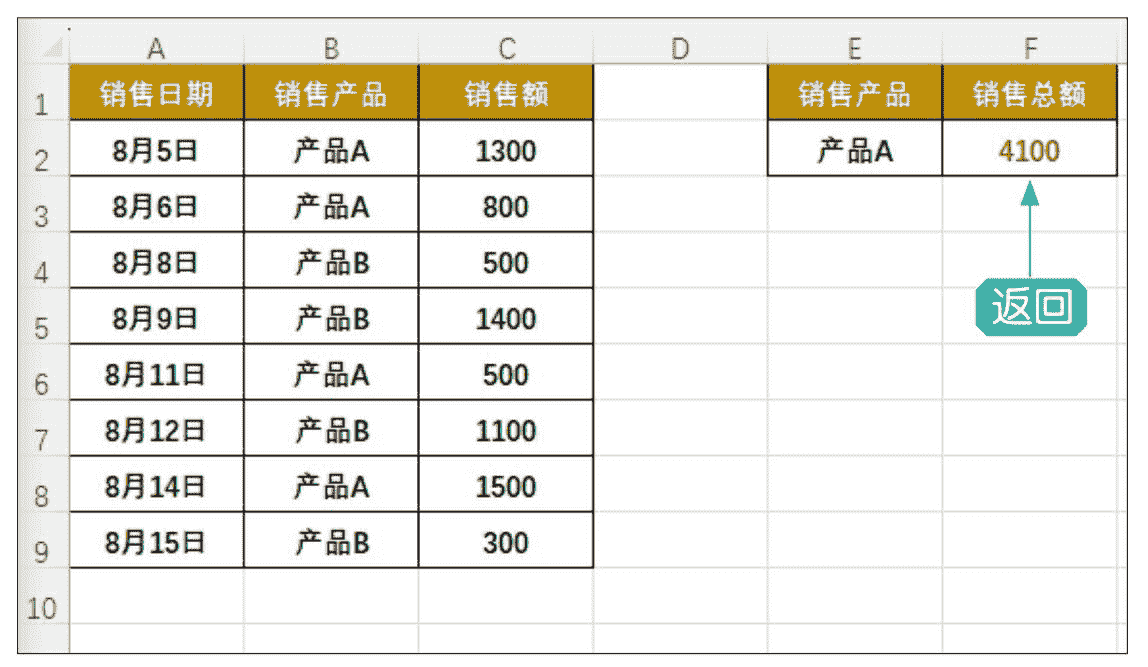 A B C D E F
1 销售日期 销售产品 销售额 销售产品 销售总额
2 8月5日 产品A 1300 产品A 4100
3 8月6日 产品A 800
4 8月8日 产品B 500
5 8月9日 产品B 1400
返回
6 8月11日 产品A 500
7 8月12日 产品B 1100
8 8月14日 产品A 1500
9 8月15日 产品B 300
10